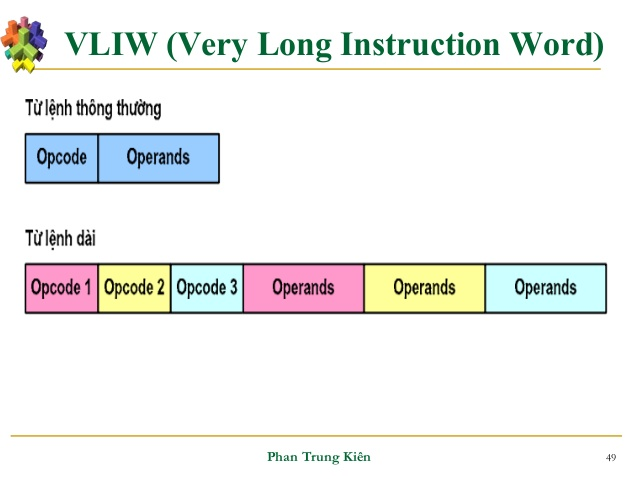 VLIW (Very Long Instruction Word)
Từ lệnh thông thường
Opcode Operands
Từ lệnh dài
Opcode 1 Opcode 2 Opcode 3 Operands Operands Operands
Phan Trung Kiên 49